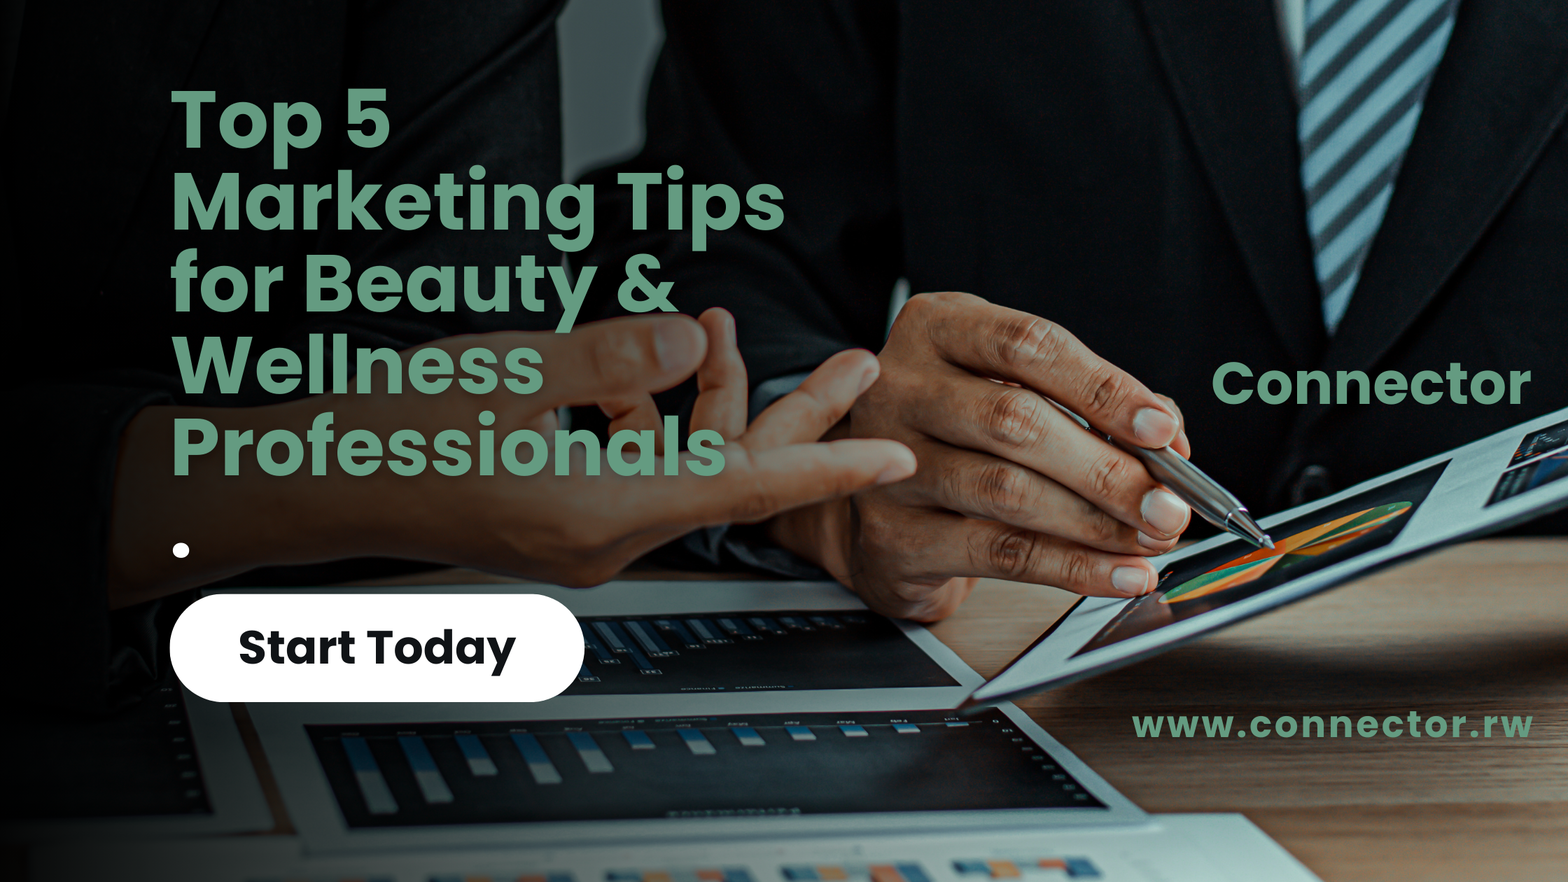 Top 5
Marketing Tips
for Beauty &
Wellness
Professionals
Start Today
Connector
www.connector.rw